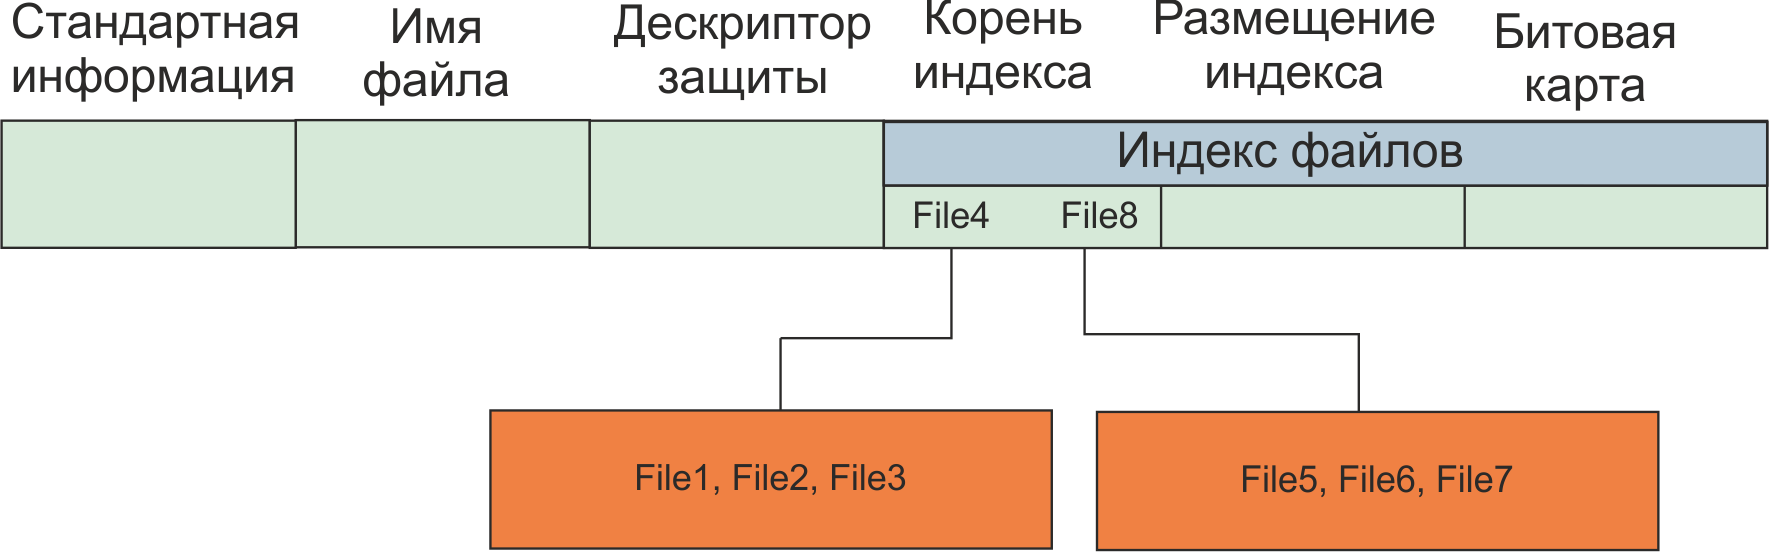 Стандартная
информация
Имя
файла
Дескриптор
защиты
Корень
индекса
Размещение
индекса
Битовая
карта
Индекс файлов
File4
File8
File1, File2, File3
File5, File6, File7